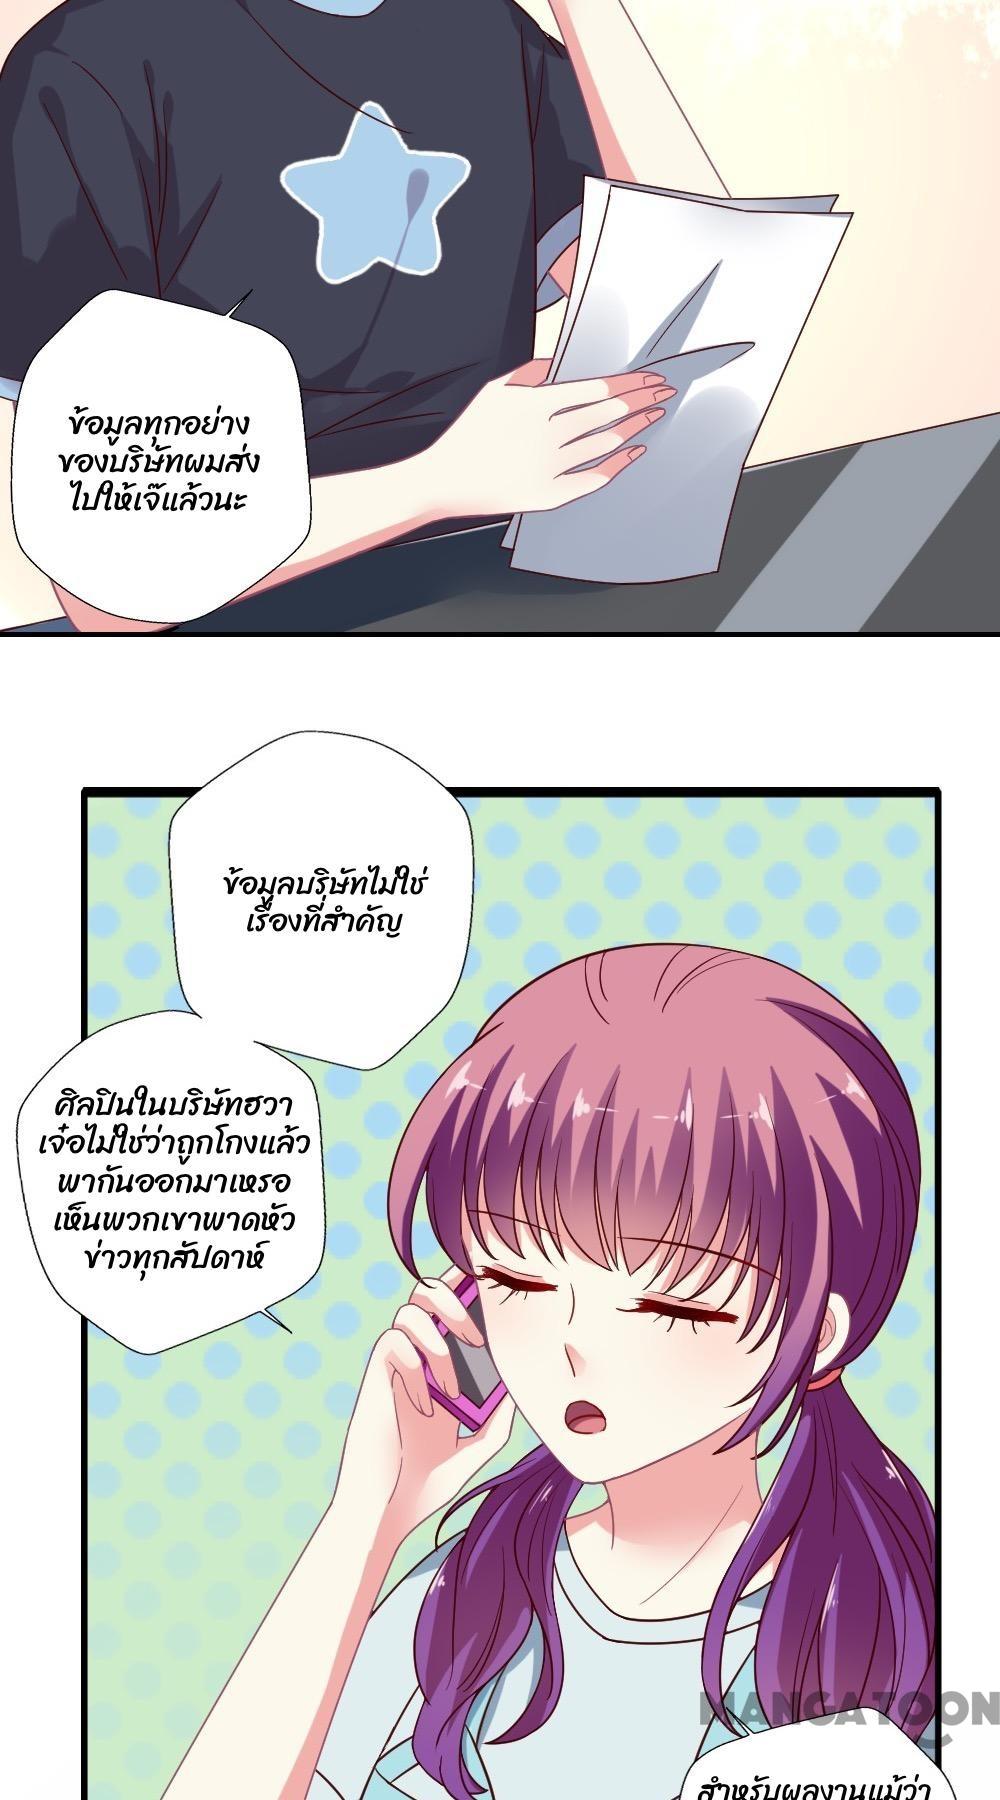 ข้อมูลทุกอย่าง
ของบริษัทผมส่ง
ไปให้เจ๊แล้วนะ
ข้อมูลบริษัทไม่ใช่
เรื่องที่สำคัญ
ศิลปินในบริษัทฮวา
เจ๋อไม่ใช่ว่าถูกโกงแล้ว
พากันออกมาเหรอ
เห็นพวกเขาพาดหัว
ข่าวทุกสัปดาห์
MANGATOON
สำหรับผลงานแม้ว่า